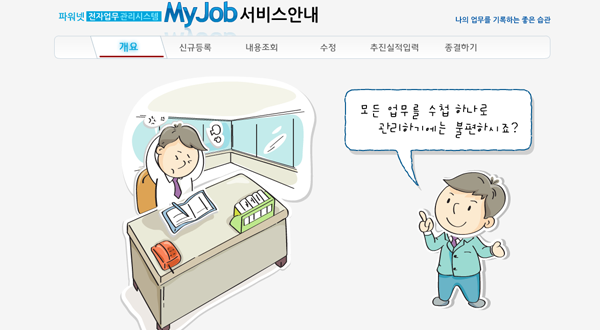 파워넷 전자업무 관리시스템 MyJob 서비스안내
나의 업무를 기록하는 좋은 습관
개요 신규등록 내용조회 수정 추진실적입력 종결하기
모든 업무를 수첩 하나로
관리하기에는 불편하시죠?